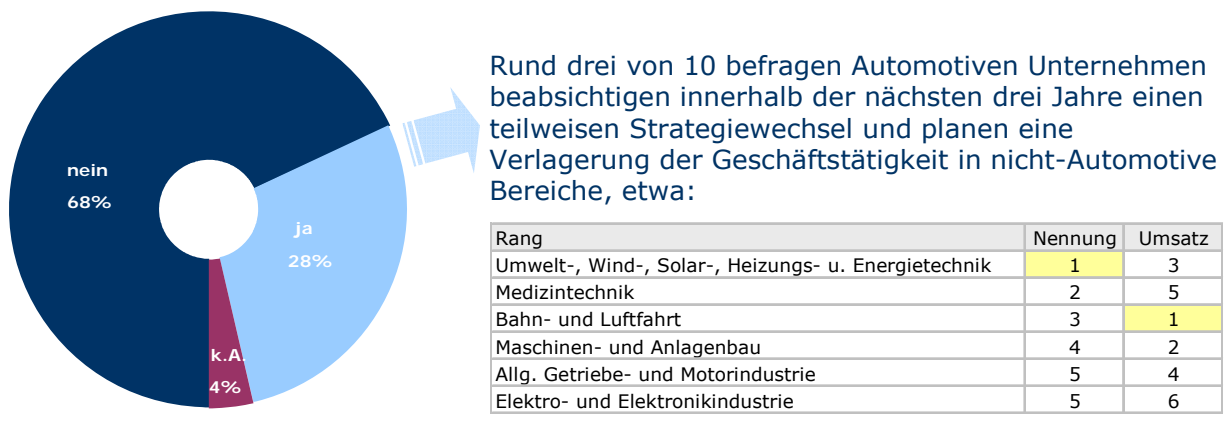 nein
68%
ja
28%
k.A.
4%
Rund drei von 10 befragen Automotiven Unternehmen
beabsichtigen innerhalb der nächsten drei Jahre einen
teilweisen Strategiewechsel und planen eine
Verlagerung der Geschäftstätigkeit in nicht-Automotive
Bereiche, etwa:
Rang Nennung Umsatz
Umwelt-, Wind-, Solar-, Heizungs- u. Energietechnik 1 3
Medizintechnik 2 5
Bahn- und Luftfahrt 3 1
Maschinen- und Anlagenbau 4 2
Allg. Getriebe- und Motorindustrie 5 4
Elektro- und Elektronikindustrie 5 6